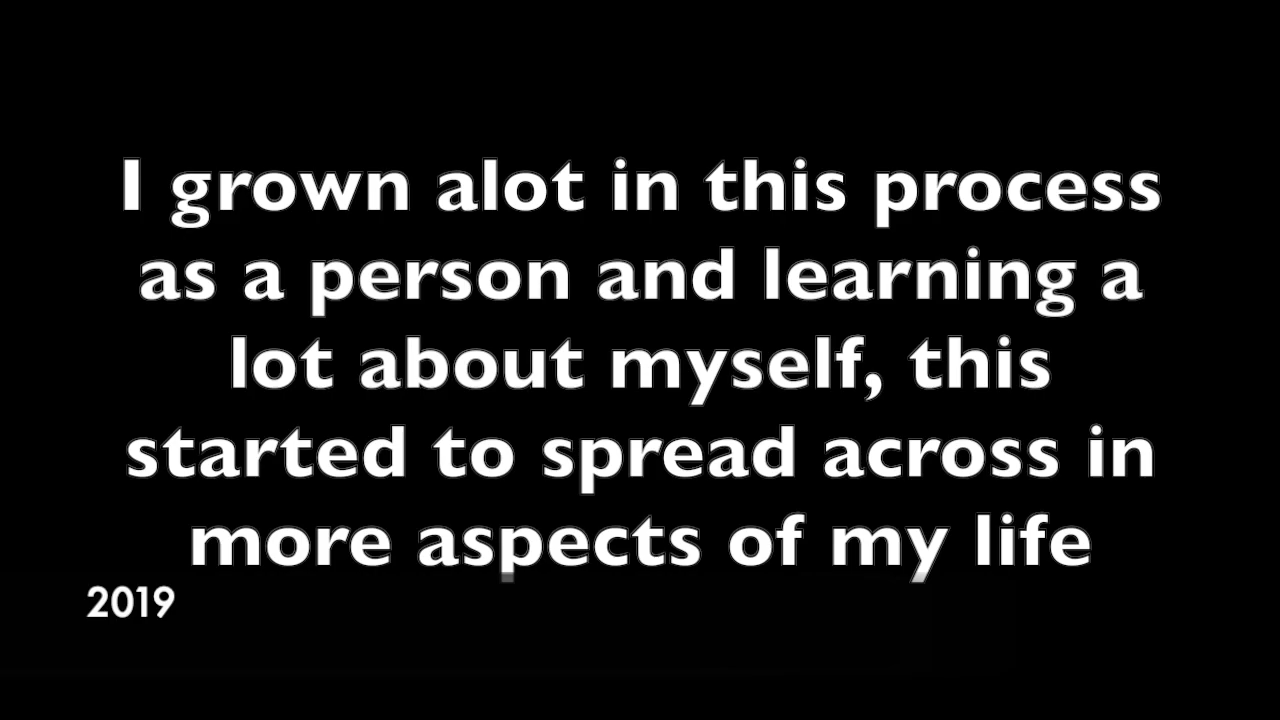 I grown alot in this process
as a person and learning a
lot about myself, this
started to spread across in
more aspects of my life
2019